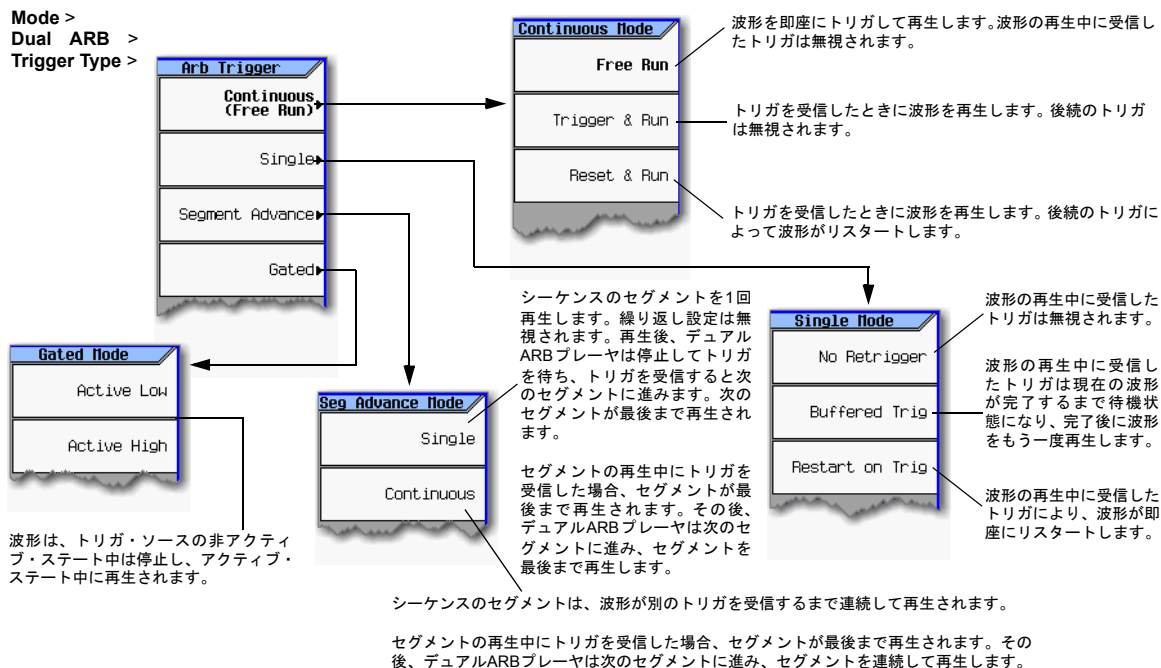 Mode >
Dual ARB >
Trigger Type >
Arb Trigger
Continuous
(Free Run)
Single
Segment Advance
Gated
Continuous Mode
Free Run
Trigger & Run
Reset & Run
波形を即座にトリガして再生します。波形の再生中に受信し
たトリガは無視されます。
トリガを受信したときに波形を再生します。後続のトリガ
は無視されます。
トリガを受信したときに波形を再生します。後続のトリガに
よって波形がリスタートします。
Gated Mode
Active Low
Active High
波形は、トリガ・ソースの非アクティ
ブ・ステート中は停止し、アクティブ・
ステート中に再生されます。
Seg Advance Mode
Single
Continuous
シーケンスのセグメントを1回
再生します。繰り返し設定は無
視されます。再生後、デュアル
ARBプレーヤは停止してトリガ
を待ち、トリガを受信すると次
のセグメントに進みます。次の
セグメントが最後まで再生され
ます。
セグメントの再生中にトリガを
受信した場合、セグメントが最
後まで再生されます。その後、
デュアルARBプレーヤは次のセ
グメントに進み、セグメントを
最後まで再生します。
Single Mode
No Retrigger
Buffered Trig
Restart on Trig
波形の再生中に受信した
トリガは無視されます。
波形の再生中に受信し
たトリガは現在の波形
が完了するまで待機状
態になり、完了後に波形
をもう一度再生します。
波形の再生中に受信した
トリガにより、波形が即
座にリスタートします。
シーケンスのセグメントは、波形が別のトリガを受信するまで連続して再生されます。
セグメントの再生中にトリガを受信した場合、セグメントが最後まで再生されます。その
後、デュアルARBプレーヤは次のセグメントに進み、セグメントを連続して再生します。